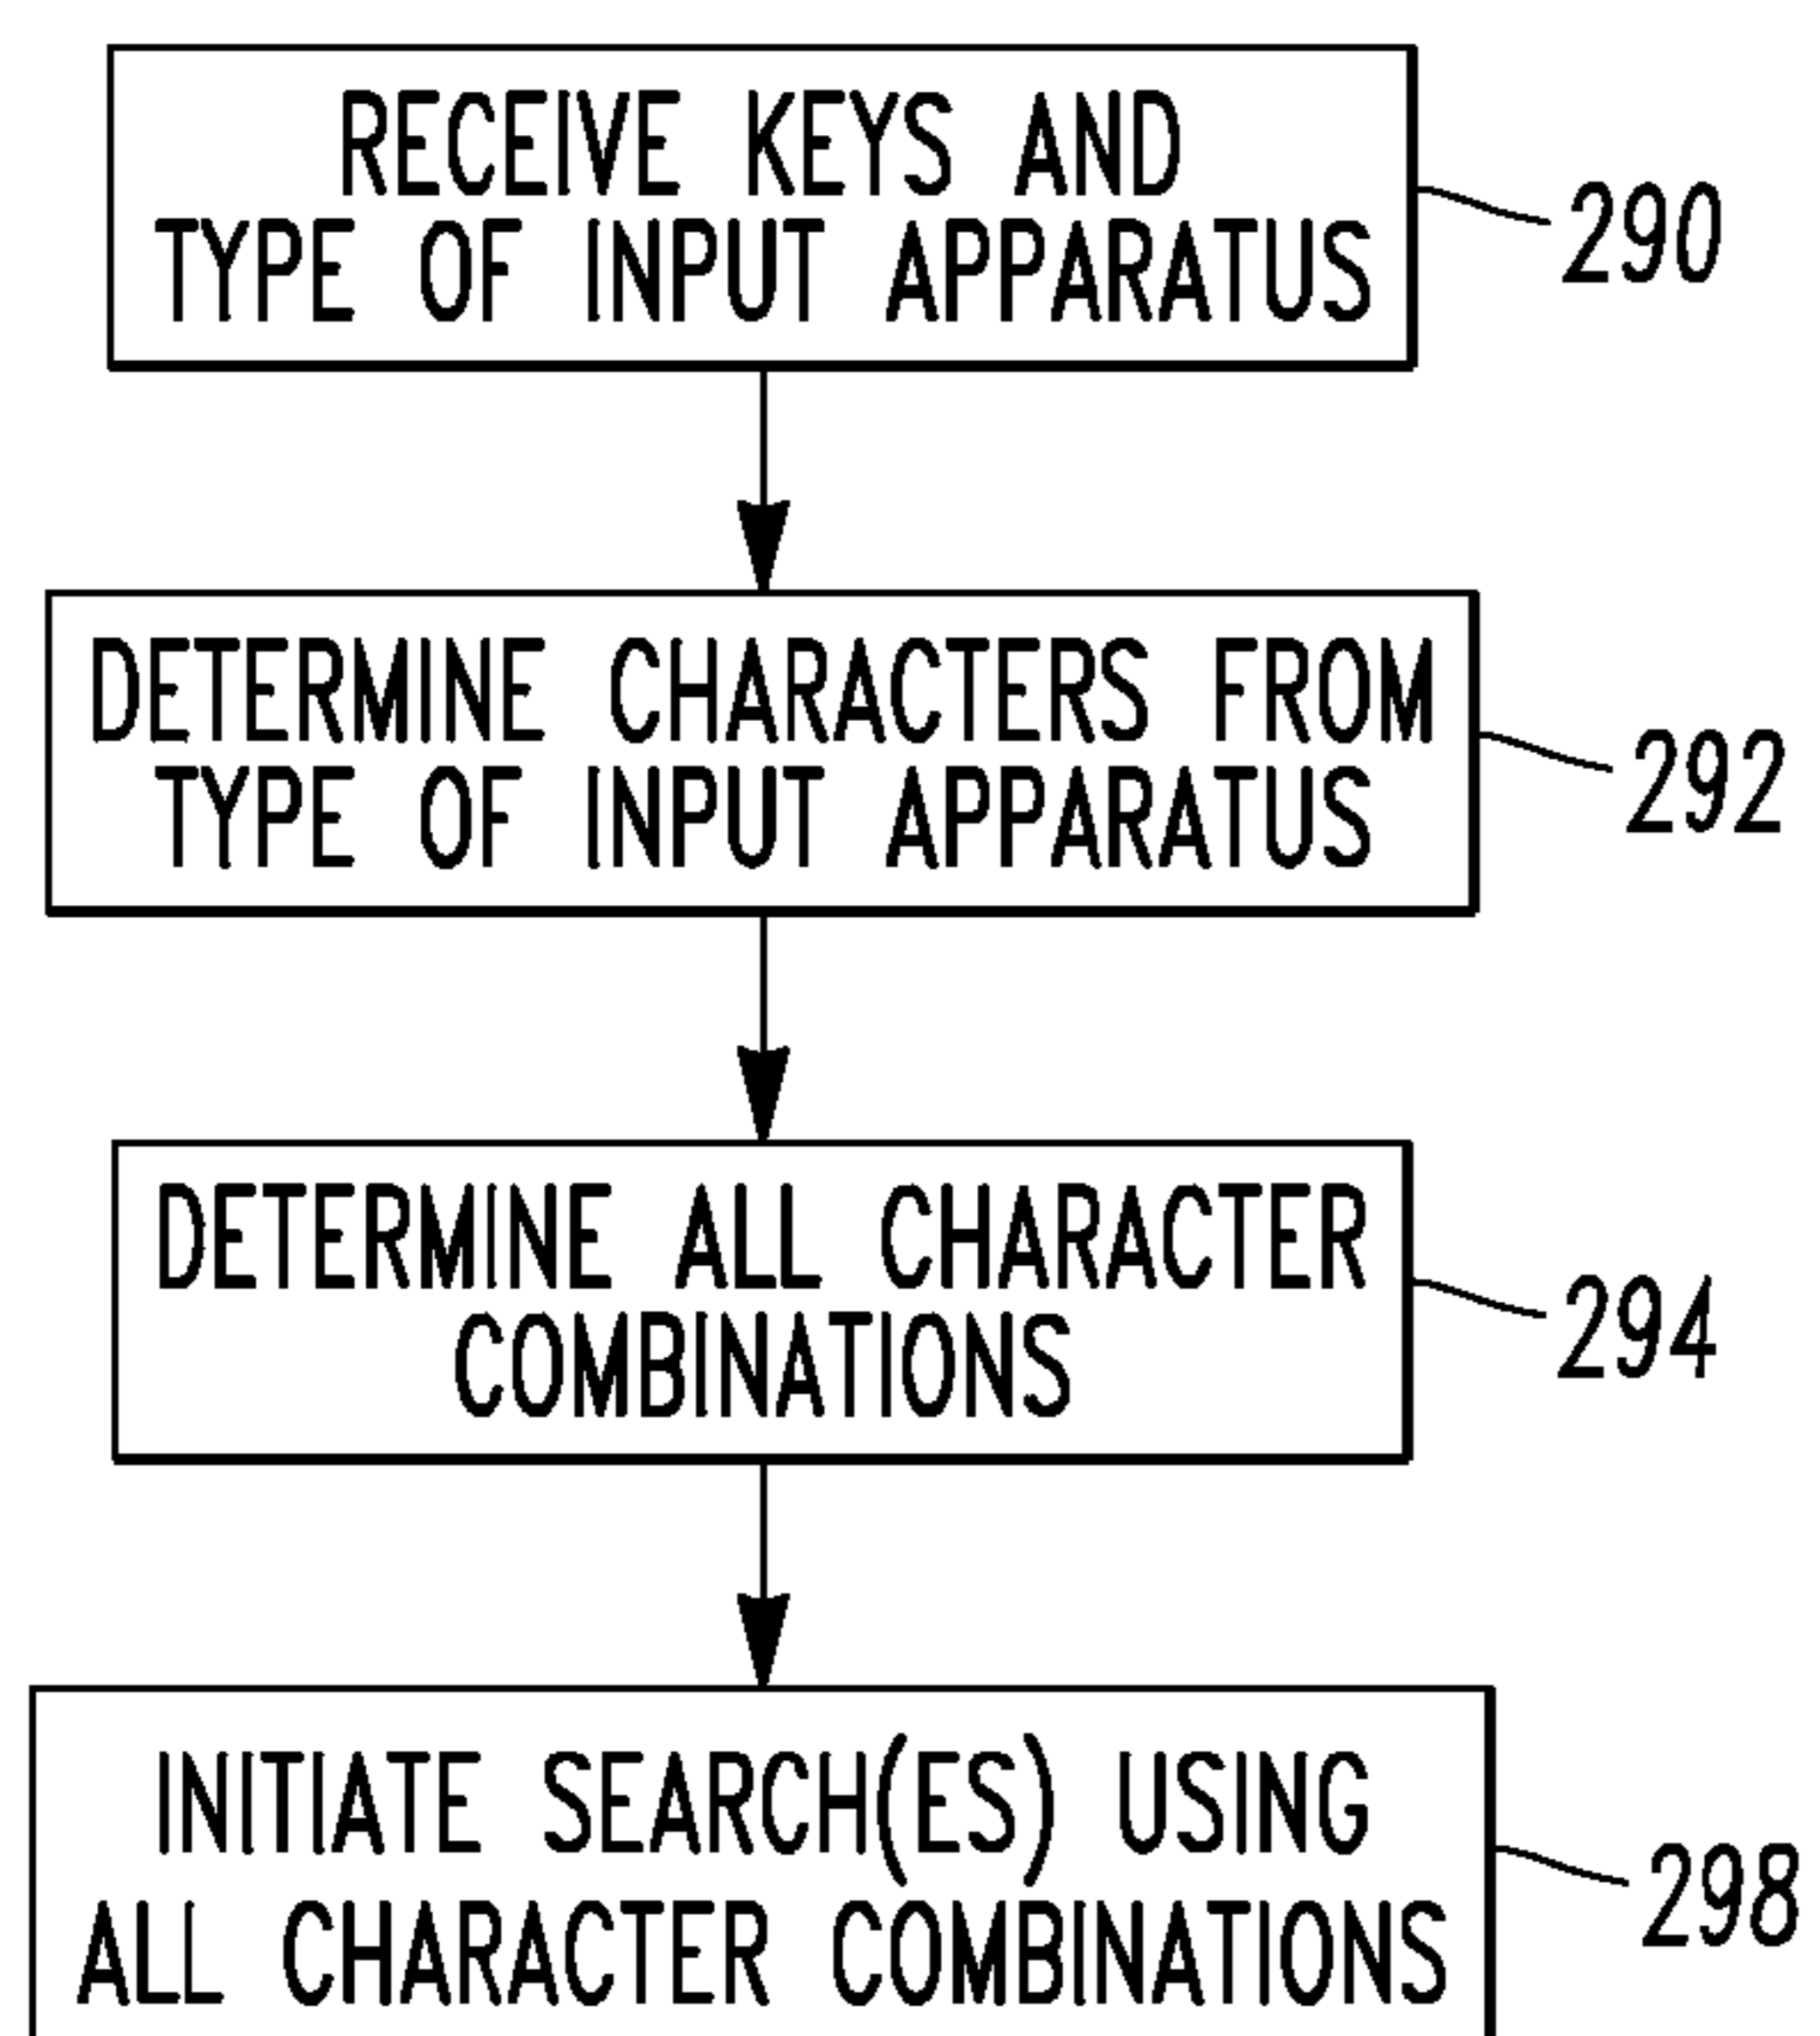 RECEIVE KEYS AND
TYPE OF INPUT APPARATUS
290
DETERMINE CHARACTERS FROM
TYPE OF INPUT APPARATUS
292
DETERMINE ALL CHARACTER
COMBINATIONS
294
INITIATE SEARCH(ES) USING
ALL CHARACTER COMBINATIONS
298